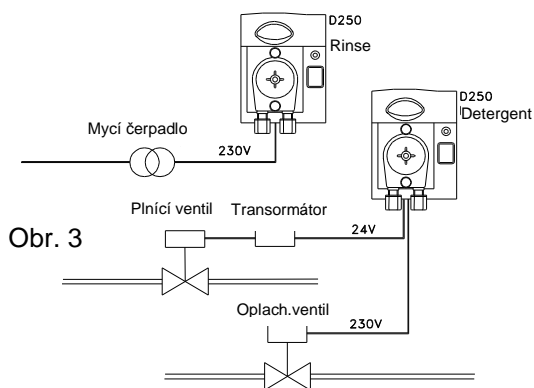 D250
Rinse
D250
Detergent
Mycí čerpadlo
230V
Plnící ventil
Transormátor
Obr. 3
24V
Oplach.ventil
230V